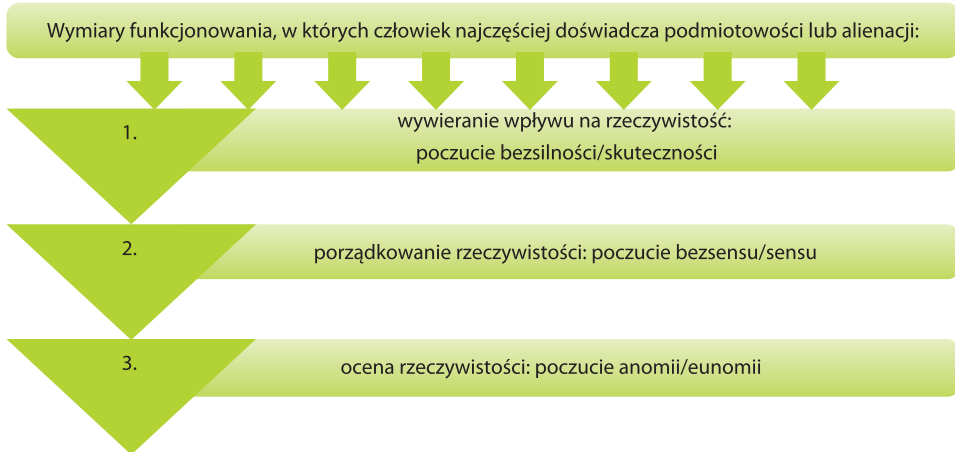 Wymiary funkcjonowania, w których człowiek najczęściej doświadcza podmiotowości lub alienacji:
1.
wywieranie wpływu na rzeczywistość:
poczucie bezsilności/skuteczności
2.
porządkowanie rzeczywistości: poczucie bezsensu/sensu
3.
ocena rzeczywistości: poczucie anomii/eunomii